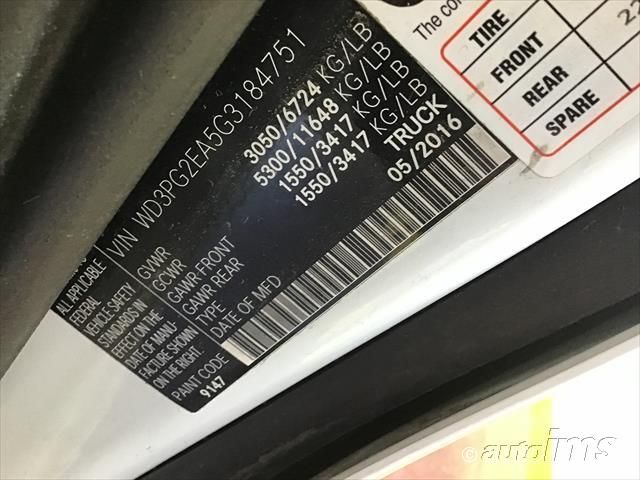 VIN WD3PG2EA5G3184751
GVWR 3050/6724 KG/LB
GCWR 5300/11648 KG/LB
GAWR-FRONT 1550/3417 KG/LB
GAWR REAR 1550/3417 KG/LB
TYPE TRUCK
DATE OF MFD 05/2016
ALL APPLICABLE
FEDERAL
VEHICLE SAFETY
STANDARDS IN
EFFECT ON THE
DATE OF MANU-
FACTURE SHOWN
ON THE RIGHT.
PAINT CODE
9147
The
TIRE
FRONT
REAR
SPARE
© autoims